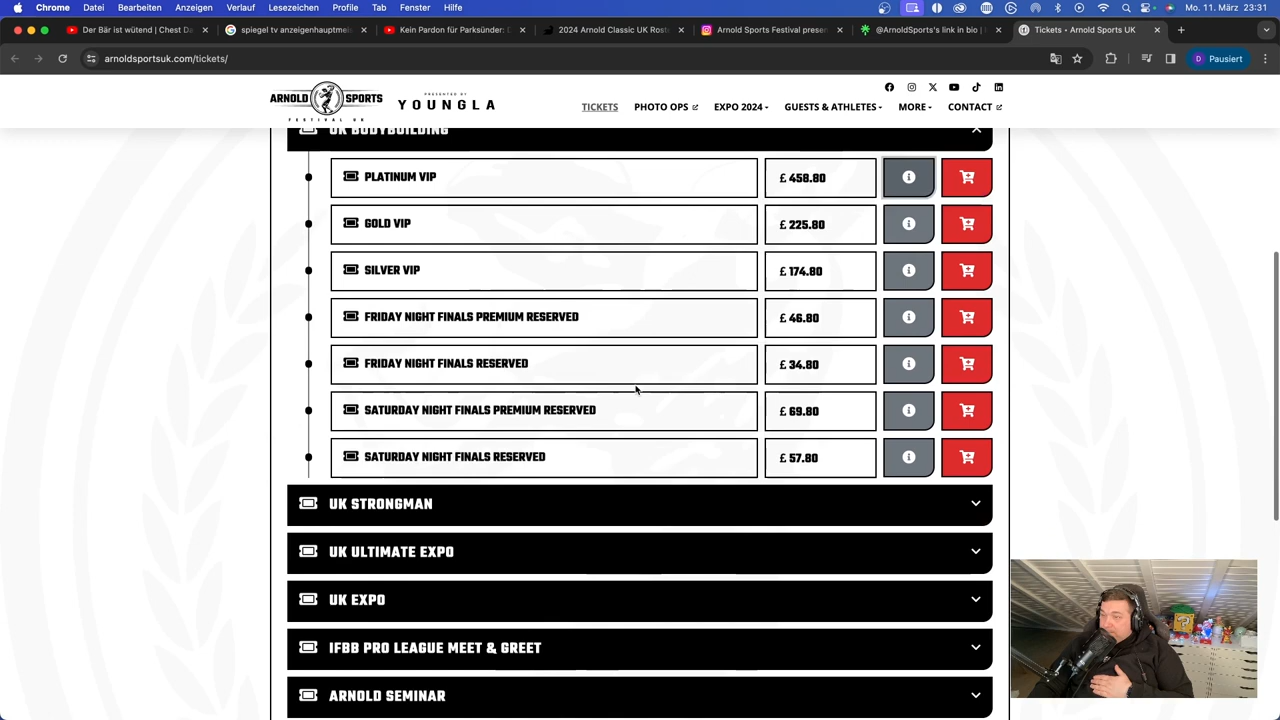 Chrome Datei Bearbeiten Anzeigen Verlauf Lesezeichen Profile Tab Fenster Hilfe
23:31
Der Bär ist wütend | Chest Da
spiegel tv anzeigenhauptmei
Kein Pardon für Parksünder:
2024 Arnold Classic UK Rost
Arnold Sports Festival presen
@ArnoldSports's link in bio |
Tickets • Arnold Sports UK
arnoldsportsuk.com/tickets/
D Pausiert
ARNOLD SPORTS
FESTIVAL UK
PRESENTED BY
YOUNGLA
TICKETS PHOTO OPS EXPO 2024 GUESTS & ATHLETES MORE CONTACT
UK BODYBUILDING
PLATINUM VIP £ 458.80
GOLD VIP £ 225.80
SILVER VIP £ 174.80
FRIDAY NIGHT FINALS PREMIUM RESERVED £ 46.80
FRIDAY NIGHT FINALS RESERVED £ 34.80
SATURDAY NIGHT FINALS PREMIUM RESERVED £ 69.80
SATURDAY NIGHT FINALS RESERVED £ 57.80
UK STRONGMAN
UK ULTIMATE EXPO
UK EXPO
IFBB PRO LEAGUE MEET & GREET
ARNOLD SEMINAR